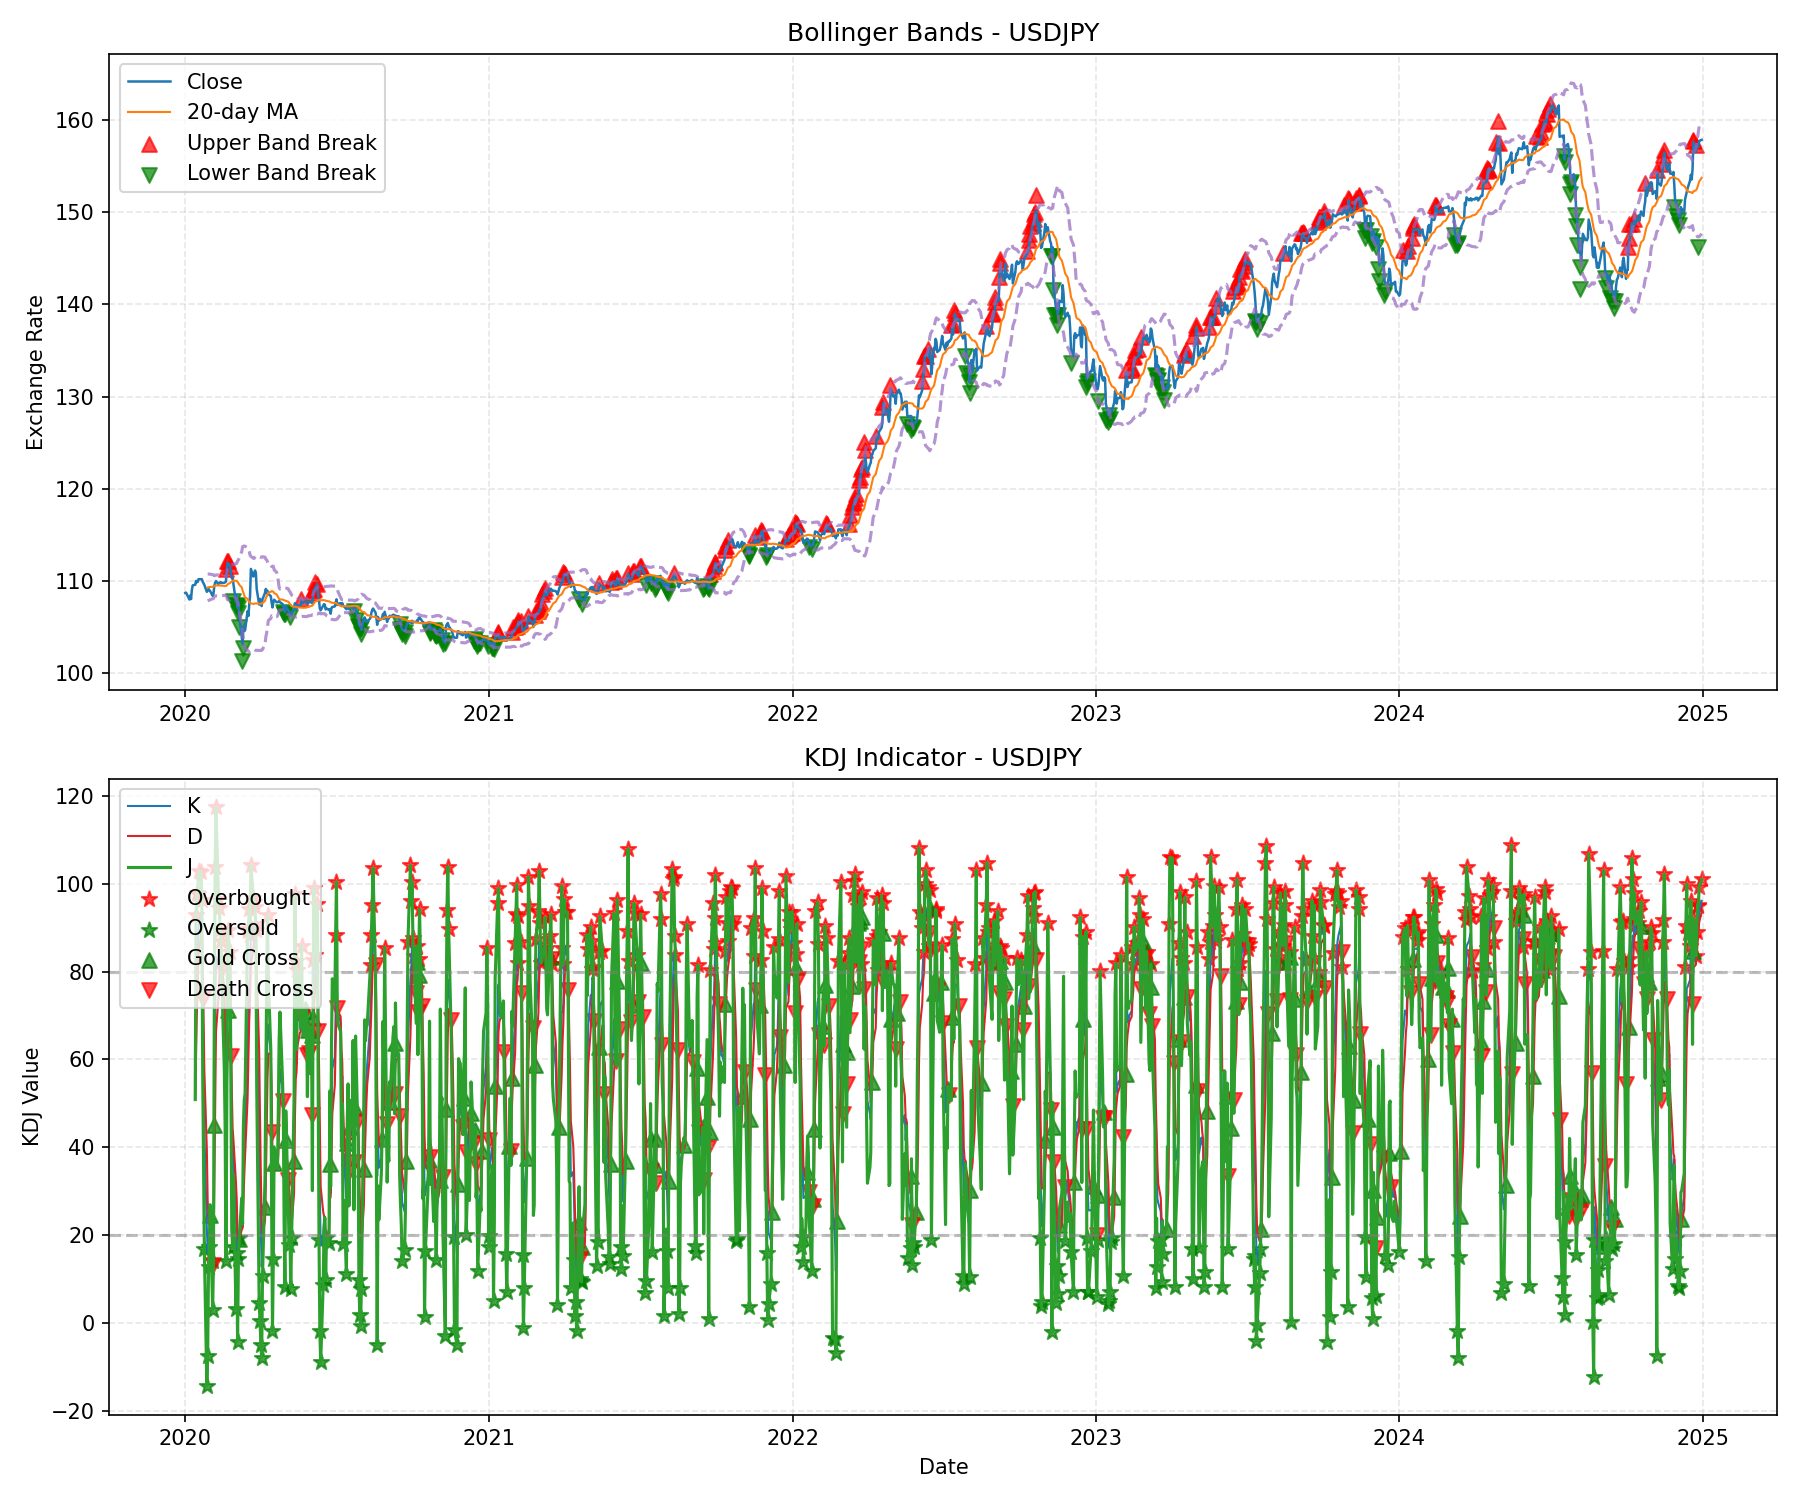 Bollinger Bands - USDJPY
Close
20-day MA
Upper Band Break
Lower Band Break
Exchange Rate
160
150
140
130
120
110
100
2020
2021
2022
2023
2024
2025
KDJ Indicator - USDJPY
K
D
J
Overbought
Oversold
Gold Cross
Death Cross
KDJ Value
120
100
80
60
40
20
0
−20
2020
2021
2022
2023
2024
2025
Date